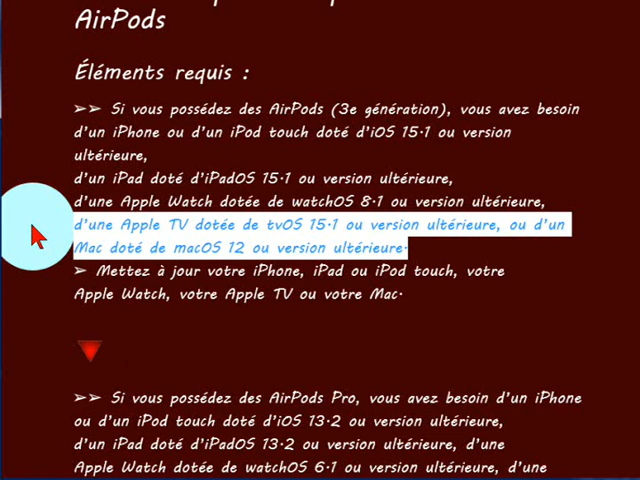 AirPods
Éléments requis :
➢➢ Si vous possédez des AirPods (3e génération), vous avez besoin
d'un iPhone ou d'un iPod touch doté d'iOS 15.1 ou version
ultérieure,
d'un iPad doté d'iPadOS 15.1 ou version ultérieure,
d'une Apple Watch dotée de watchOS 8.1 ou version ultérieure,
d'une Apple TV dotée de tvOS 15.1 ou version ultérieure, ou d'un
Mac doté de macOS 12 ou version ultérieure.
➢ Mettez à jour votre iPhone, iPad ou iPod touch, votre
Apple Watch, votre Apple TV ou votre Mac.
➢➢ Si vous possédez des AirPods Pro, vous avez besoin d'un iPhone
ou d'un iPod touch doté d'iOS 13.2 ou version ultérieure,
d'un iPad doté d'iPadOS 13.2 ou version ultérieure, d'une
Apple Watch dotée de watchOS 6.1 ou version ultérieure, d'une